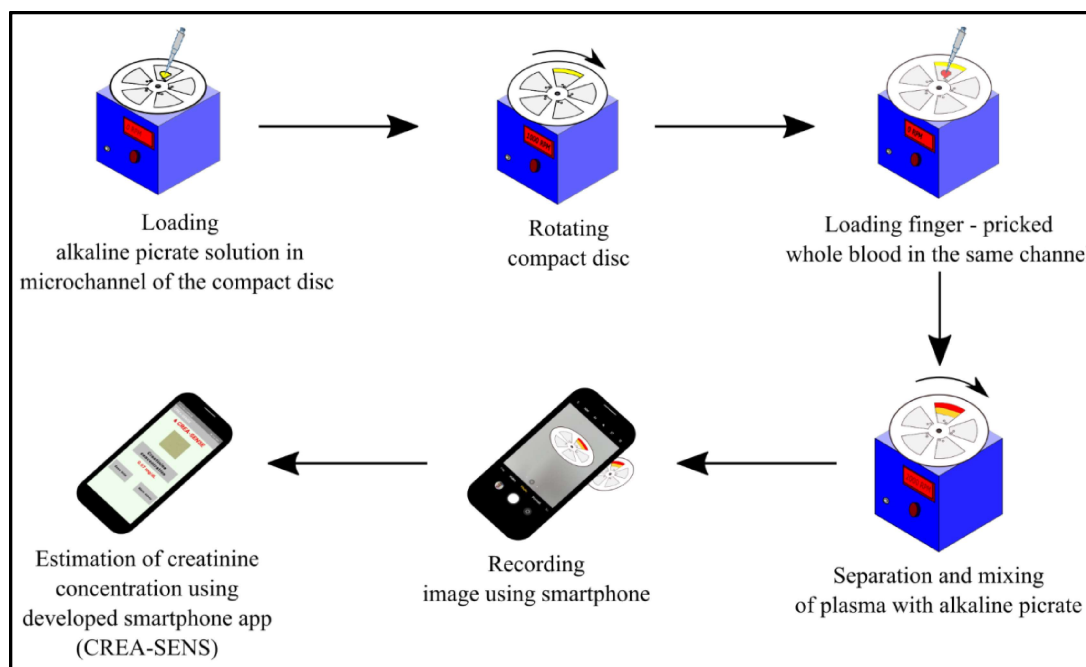 Loading
alkaline picrate solution in
microchannel of the compact disc
Rotating
compact disc
Loading finger - pricked
whole blood in the same channe
Separation and mixing
of plasma with alkaline picrate
Recording
image using smartphone
CREA-SENSE
Estimation of creatinine
concentration using
developed smartphone app
(CREA-SENS)